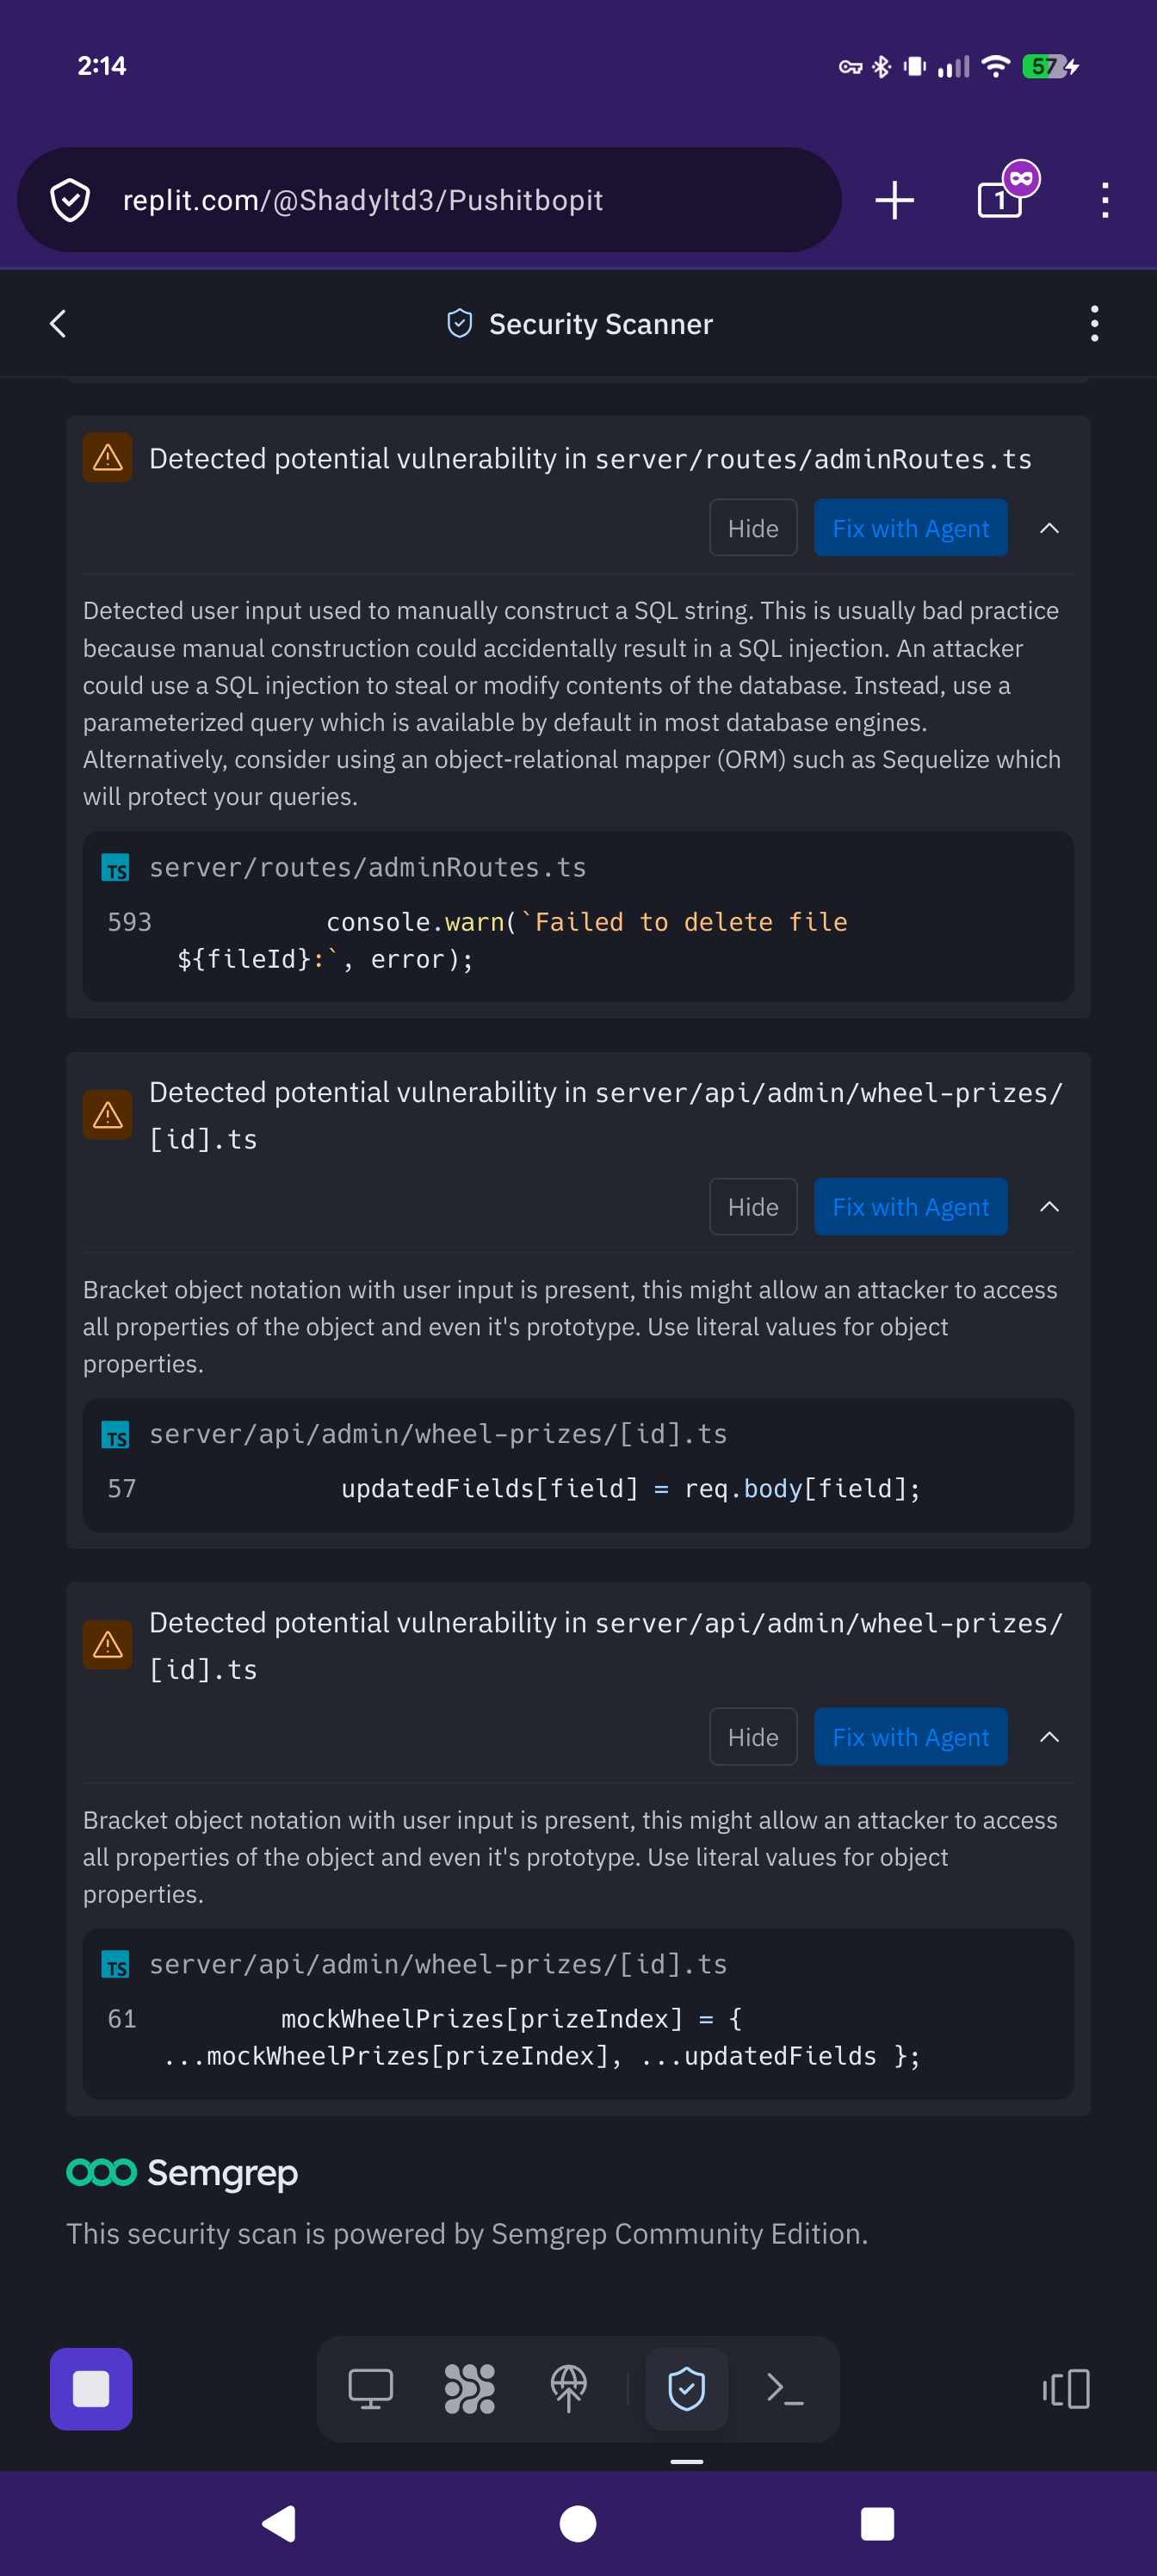 2:14
57
replit.com/@Shadyltd3/Pushitbopit
1
Security Scanner
Detected potential vulnerability in server/routes/adminRoutes.ts
Hide
Fix with Agent
Detected user input used to manually construct a SQL string. This is usually bad practice
because manual construction could accidentally result in a SQL injection. An attacker
could use a SQL injection to steal or modify contents of the database. Instead, use a
parameterized query which is available by default in most database engines.
Alternatively, consider using an object-relational mapper (ORM) such as Sequelize which
will protect your queries.
TS server/routes/adminRoutes.ts
593 console.warn(`Failed to delete file
${fileId}:`, error);
Detected potential vulnerability in server/api/admin/wheel-prizes/
[id].ts
Hide
Fix with Agent
Bracket object notation with user input is present, this might allow an attacker to access
all properties of the object and even it's prototype. Use literal values for object
properties.
TS server/api/admin/wheel-prizes/[id].ts
57 updatedFields[field] = req.body[field];
Detected potential vulnerability in server/api/admin/wheel-prizes/
[id].ts
Hide
Fix with Agent
Bracket object notation with user input is present, this might allow an attacker to access
all properties of the object and even it's prototype. Use literal values for object
properties.
TS server/api/admin/wheel-prizes/[id].ts
61 mockWheelPrizes[prizeIndex] = {
...mockWheelPrizes[prizeIndex], ...updatedFields };
Semgrep
This security scan is powered by Semgrep Community Edition.